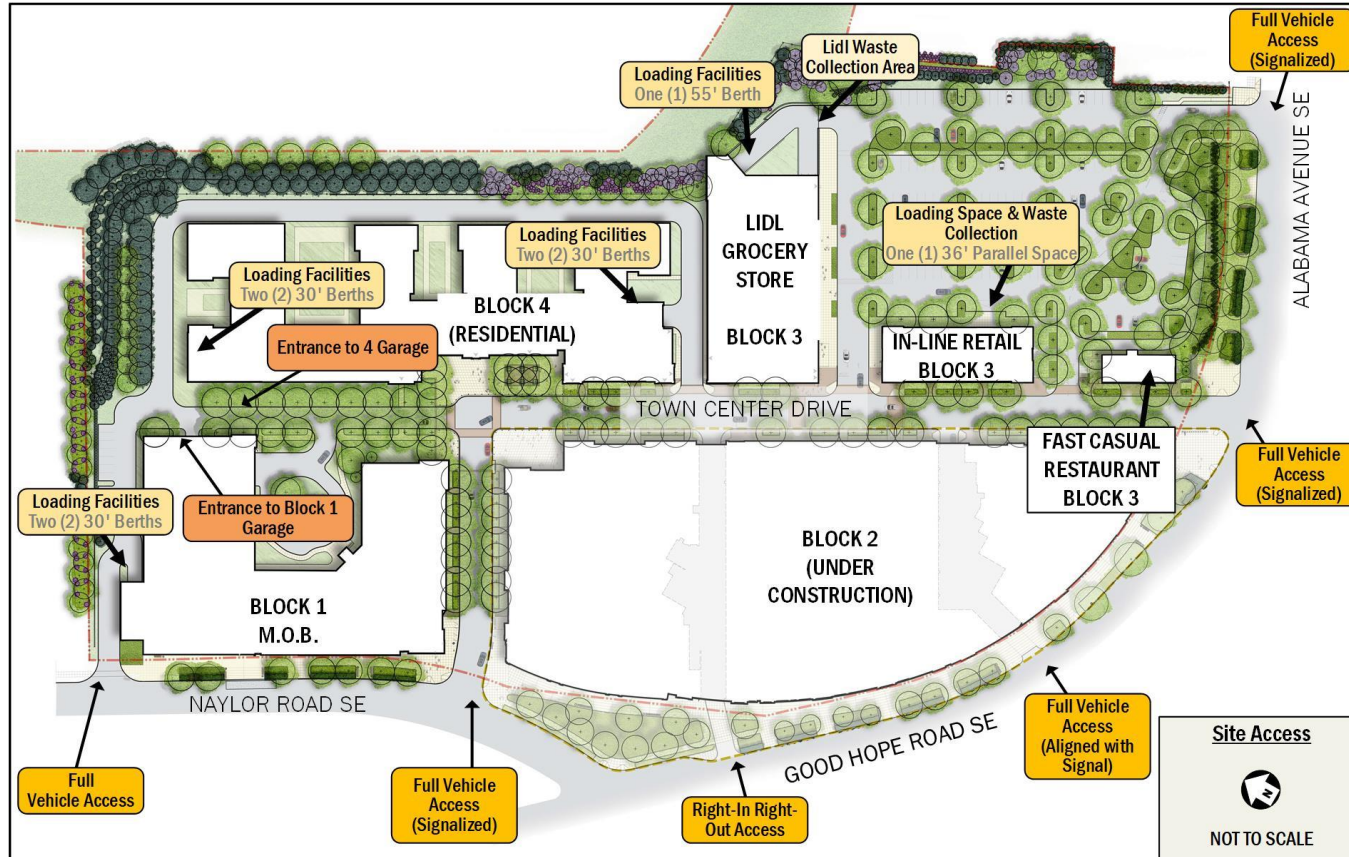 Full Vehicle
Access
(Signalized)
Lidl Waste
Collection Area
Loading Facilities
One (1) 55' Berth
ALABAMA AVENUE SE
LIDL
GROCERY
STORE
BLOCK 3
Loading Space & Waste
Collection
One (1) 36' Parallel Space
Loading Facilities
Two (2) 30' Berths
Loading Facilities
Two (2) 30' Berths
BLOCK 4
(RESIDENTIAL)
Entrance to 4 Garage
IN-LINE RETAIL
BLOCK 3
TOWN CENTER DRIVE
FAST CASUAL
RESTAURANT
BLOCK 3
Full Vehicle
Access
(Signalized)
Loading Facilities
Two (2) 30' Berths
Entrance to Block 1
Garage
BLOCK 2
(UNDER
CONSTRUCTION)
BLOCK 1
M.O.B.
NAYLOR ROAD SE
GOOD HOPE ROAD SE
Full
Vehicle Access
Full Vehicle
Access
(Signalized)
Right-In Right-
Out Access
Full Vehicle
Access
(Aligned with
Signal)
Site Access
N
NOT TO SCALE